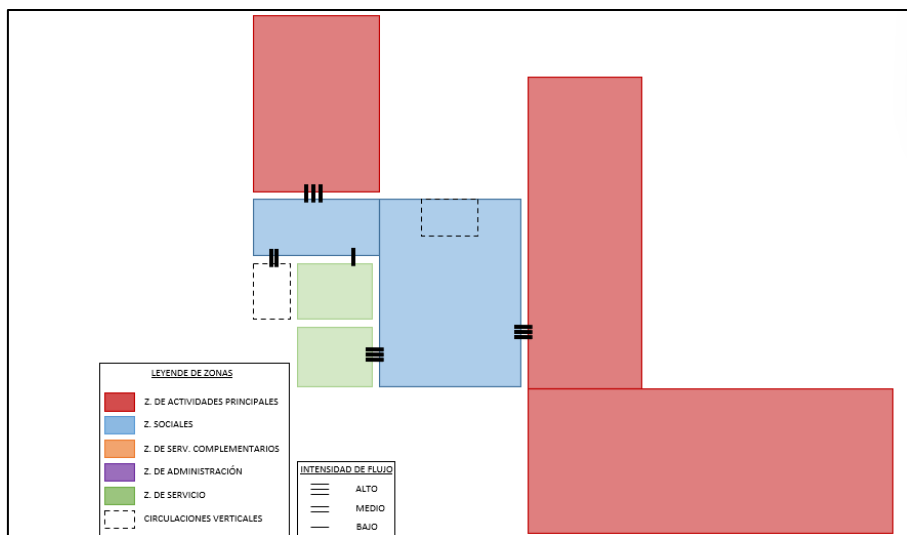 LEYENDE DE ZONAS
Z. DE ACTIVIDADES PRINCIPALES
Z. SOCIALES
Z. DE SERV. COMPLEMENTARIOS
Z. DE ADMINISTRACIÓN
Z. DE SERVICIO
CIRCULACIONES VERTICALES
INTENSIDAD DE FLUJO
ALTO
MEDIO
BAJO